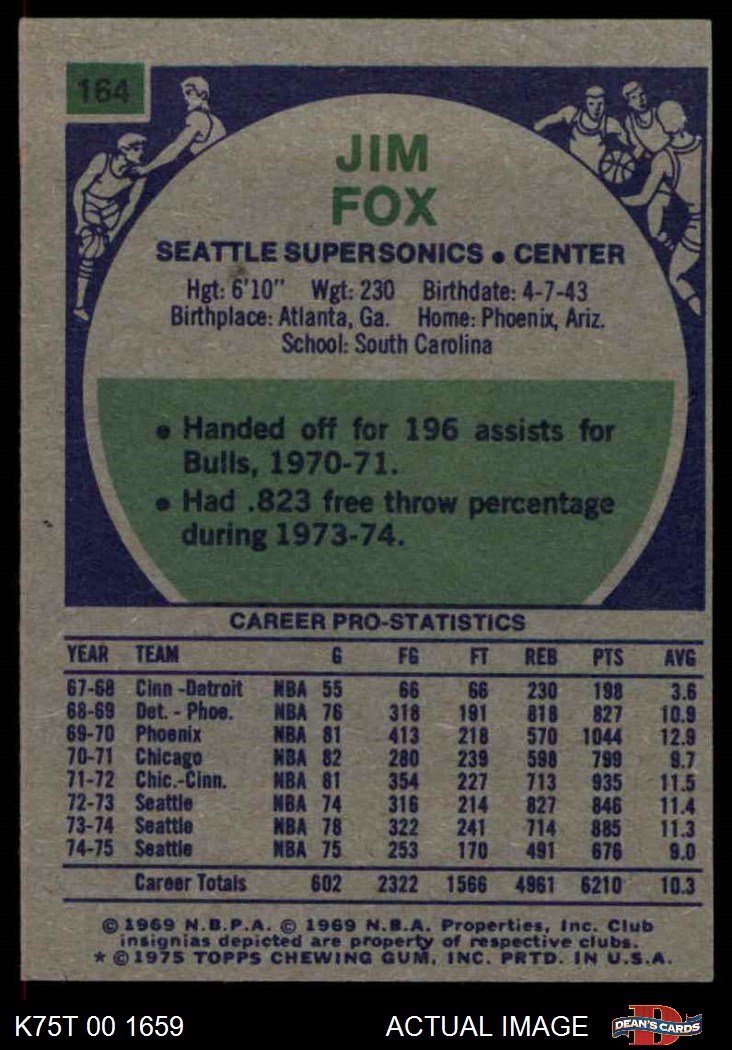 164
JIM
FOX
SEATTLE SUPERSONICS • CENTER
Hgt: 6'10" Wgt: 230 Birthdate: 4-7-43
Birthplace: Atlanta, Ga. Home: Phoenix, Ariz.
School: South Carolina
• Handed off for 196 assists for
Bulls, 1970-71.
• Had .823 free throw percentage
during 1973-74.
CAREER PRO-STATISTICS
YEAR TEAM G FG FT REB PTS AVG
67-68 Cinn -Detroit NBA 55 66 66 230 198 3.6
68-69 Det. - Phoe. NBA 76 318 191 818 827 10.9
69-70 Phoenix NBA 81 413 218 570 1044 12.9
70-71 Chicago NBA 82 280 239 598 799 9.7
71-72 Chic.-Cinn. NBA 81 354 227 713 935 11.5
72-73 Seattle NBA 74 316 214 827 846 11.4
73-74 Seattle NBA 78 322 241 714 885 11.3
74-75 Seattle NBA 75 253 170 491 676 9.0
Career Totals 602 2322 1566 4961 6210 10.3
© 1969 N.B.P.A. © 1969 N.B.A. Properties, Inc. Club
insignias depicted are property of respective clubs.
* © 1975 TOPPS CHEWING GUM, INC. PRTD. IN U.S.A.
K75T 00 1659 ACTUAL IMAGE
D
DEAN'S CARDS